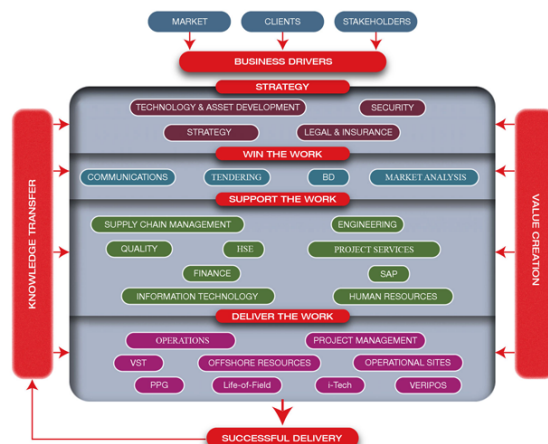 MARKET CLIENTS STAKEHOLDERS
BUSINESS DRIVERS
STRATEGY
TECHNOLOGY & ASSET DEVELOPMENT SECURITY
STRATEGY LEGAL & INSURANCE
WIN THE WORK
COMMUNICATIONS TENDERING BD MARKET ANALYSIS
SUPPORT THE WORK
SUPPLY CHAIN MANAGEMENT ENGINEERING
QUALITY HSE PROJECT SERVICES
FINANCE SAP
INFORMATION TECHNOLOGY HUMAN RESOURCES
DELIVER THE WORK
OPERATIONS PROJECT MANAGEMENT
VST OFFSHORE RESOURCES OPERATIONAL SITES
PPG Life-of-Field i-Tech VERIPOS
SUCCESSFUL DELIVERY
KNOWLEDGE TRANSFER
VALUE CREATION